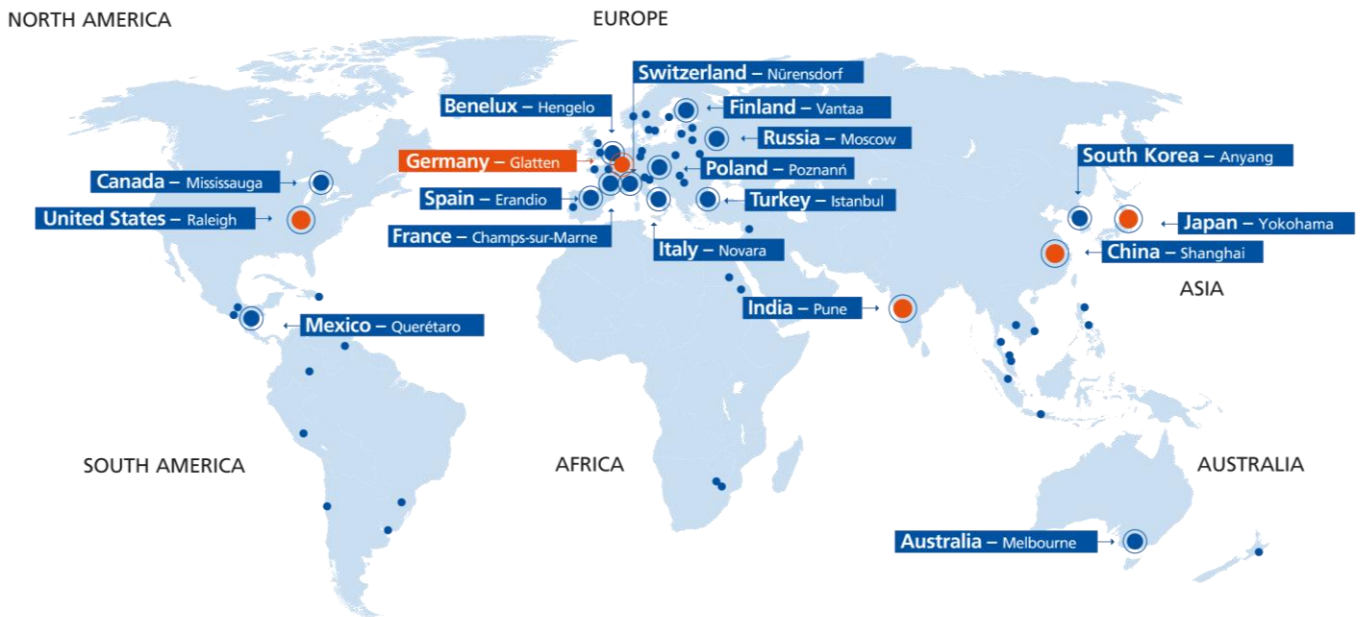 NORTH AMERICA
EUROPE
Switzerland – Nürensdorf
Benelux – Hengelo
Finland – Vantaa
Russia – Moscow
Germany – Glatten
South Korea – Anyang
Poland – Poznanń
Canada – Mississauga
Spain – Erandio
Turkey – Istanbul
United States – Raleigh
Japan – Yokohama
France – Champs-sur-Marne
Italy – Novara
China – Shanghai
ASIA
India – Pune
Mexico – Querétaro
SOUTH AMERICA
AFRICA
AUSTRALIA
Australia – Melbourne